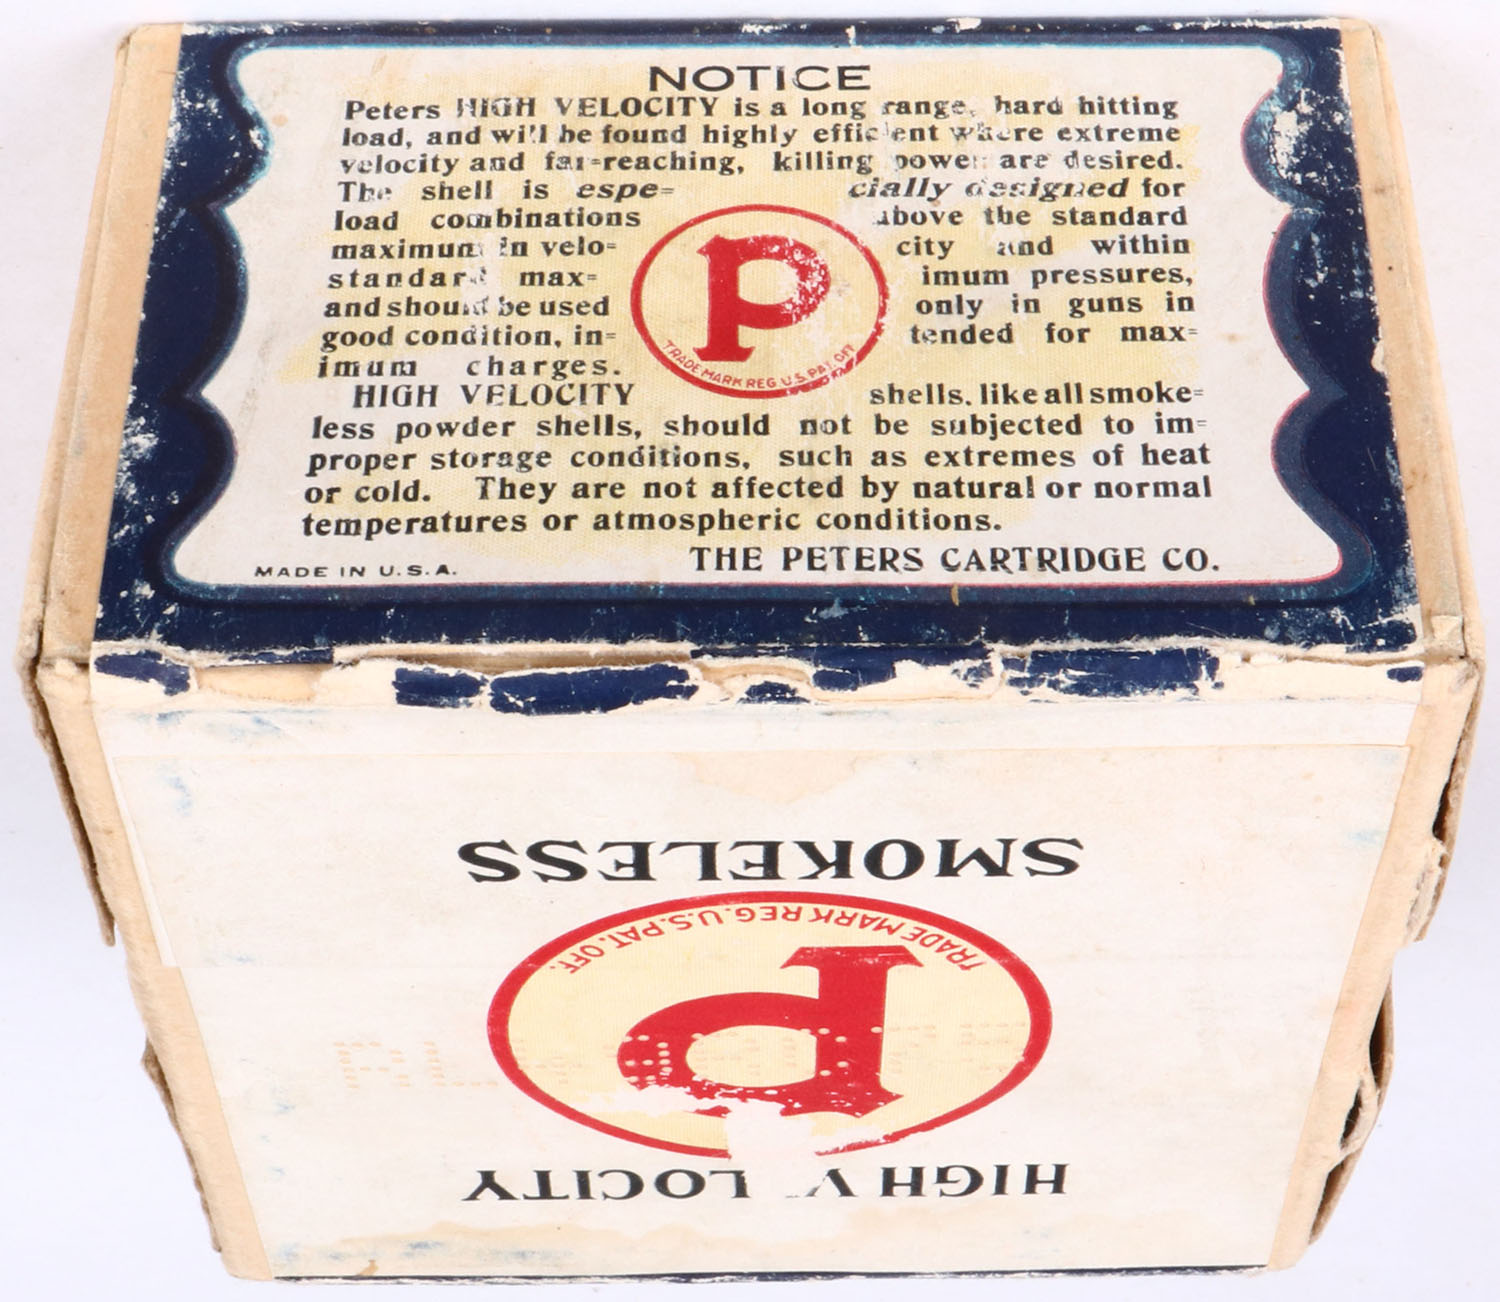 NOTICE
Peters HIGH VELOCITY is a long range, hard hitting
load, and will be found highly efficient where extreme
velocity and far=reaching, killing power are desired.
The shell is espe= cially designed for
load combinations above the standard
maximum in velo= city and within
standard max= imum pressures,
and should be used only in guns in
good condition, in= tended for max=
imum charges.
P
TRADE MARK REG. U.S. PAT. OFF.
HIGH VELOCITY shells, like all smoke=
less powder shells, should not be subjected to im=
proper storage conditions, such as extremes of heat
or cold. They are not affected by natural or normal
temperatures or atmospheric conditions.
THE PETERS CARTRIDGE CO.
MADE IN U.S.A.
HIGH V LOCITY
P
TRADE MARK REG. U.S. PAT. OFF.
SMOKELESS